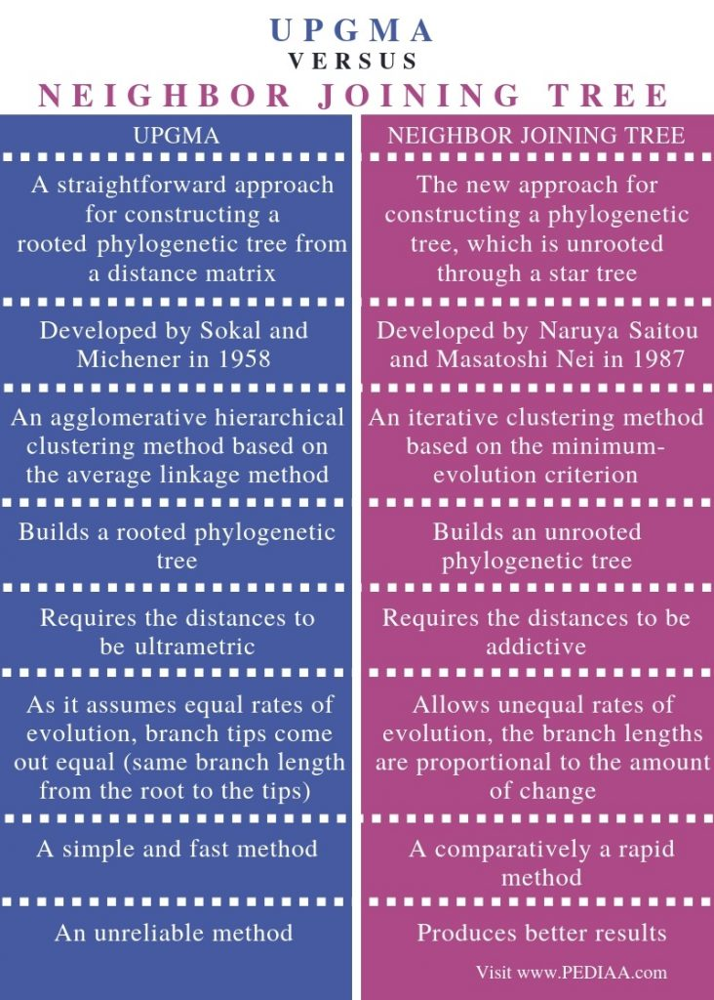 UPGMA
VERSUS
NEIGHBOR JOINING TREE
UPGMA
A straightforward approach
for constructing a
rooted phylogenetic tree from
a distance matrix
Developed by Sokal and
Michener in 1958
An agglomerative hierarchical
clustering method based on
the average linkage method
Builds a rooted phylogenetic
tree
Requires the distances to
be ultrametric
As it assumes equal rates of
evolution, branch tips come
out equal (same branch length
from the root to the tips)
A simple and fast method
An unreliable method
NEIGHBOR JOINING TREE
The new approach for
constructing a phylogenetic
tree, which is unrooted
through a star tree
Developed by Naruya Saitou
and Masatoshi Nei in 1987
An iterative clustering method
based on the minimum-
evolution criterion
Builds an unrooted
phylogenetic tree
Requires the distances to be
addictive
Allows unequal rates of
evolution, the branch lengths
are proportional to the amount
of change
A comparatively a rapid
method
Produces better results
Visit www.PEDIAA.com